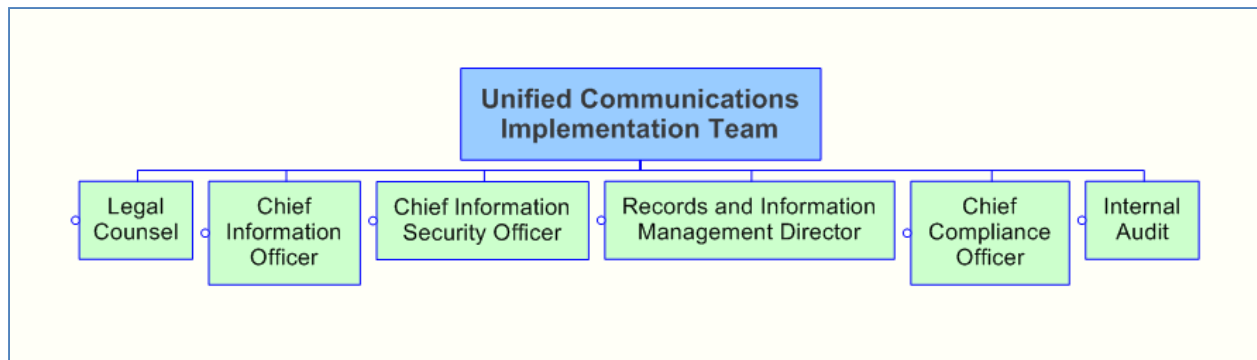 Unified Communications
Implementation Team
Legal
Counsel
Chief
Information
Officer
Chief Information
Security Officer
Records and Information
Management Director
Chief
Compliance
Officer
Internal
Audit